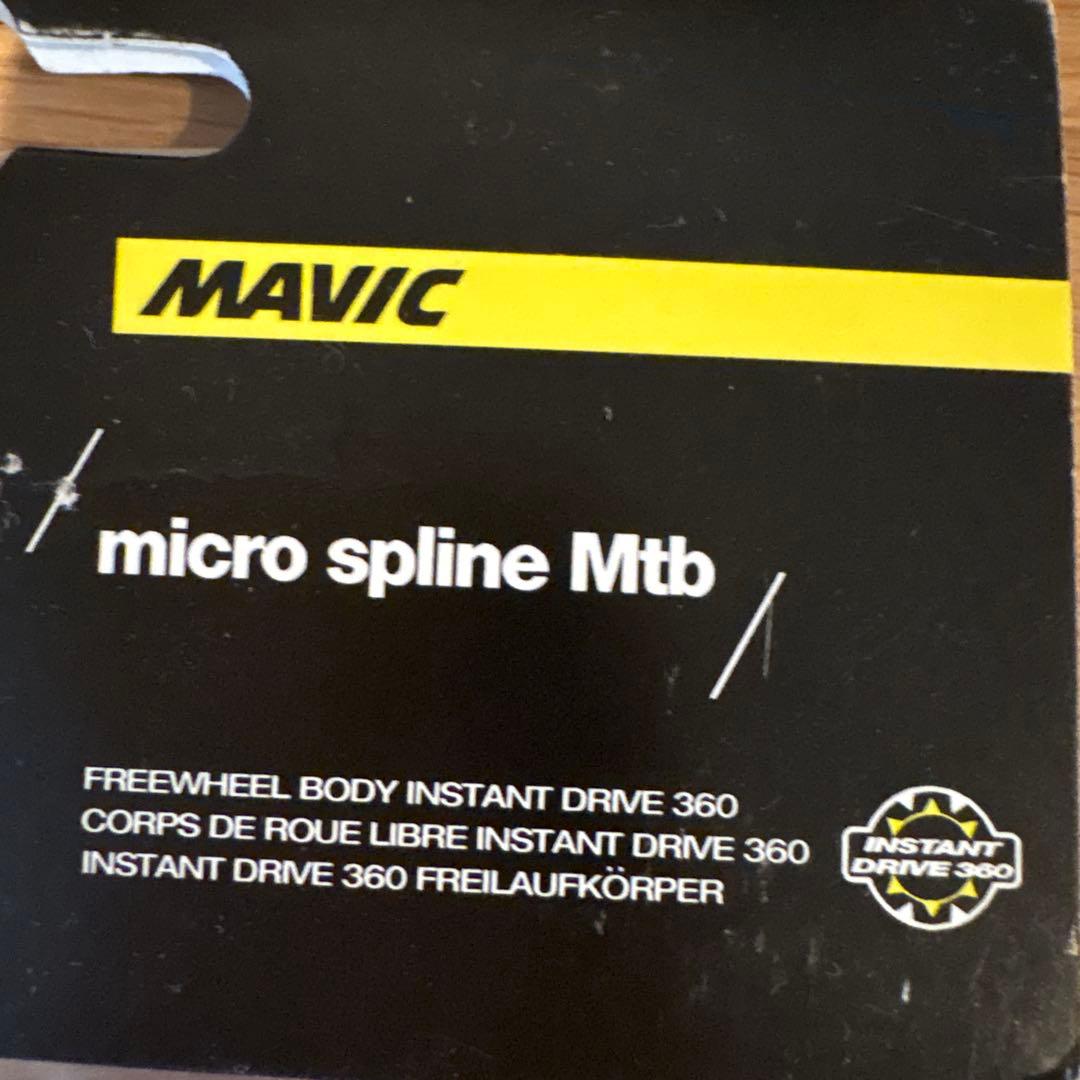 MAVIC
micro spline Mtb
FREEWHEEL BODY INSTANT DRIVE 360
CORPS DE ROUE LIBRE INSTANT DRIVE 360
INSTANT DRIVE 360 FREILAUFKÖRPER
INSTANT
DRIVE 360